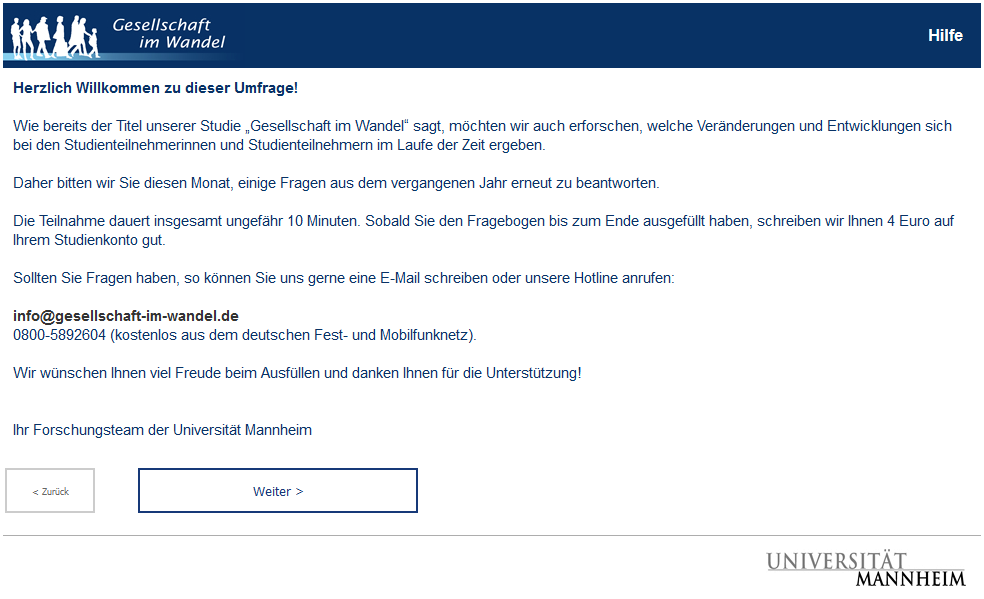 Gesellschaft
im Wandel
Hilfe
Herzlich Willkommen zu dieser Umfrage!
Wie bereits der Titel unserer Studie „Gesellschaft im Wandel“ sagt, möchten wir auch erforschen, welche Veränderungen und Entwicklungen sich
bei den Studienteilnehmerinnen und Studienteilnehmern im Laufe der Zeit ergeben.
Daher bitten wir Sie diesen Monat, einige Fragen aus dem vergangenen Jahr erneut zu beantworten.
Die Teilnahme dauert insgesamt ungefähr 10 Minuten. Sobald Sie den Fragebogen bis zum Ende ausgefüllt haben, schreiben wir Ihnen 4 Euro auf
Ihrem Studienkonto gut.
Sollten Sie Fragen haben, so können Sie uns gerne eine E-Mail schreiben oder unsere Hotline anrufen:
info@gesellschaft-im-wandel.de
0800-5892604 (kostenlos aus dem deutschen Fest- und Mobilfunknetz).
Wir wünschen Ihnen viel Freude beim Ausfüllen und danken Ihnen für die Unterstützung!
Ihr Forschungsteam der Universität Mannheim
< Zurück
Weiter >
UNIVERSITÄT
MANNHEIM